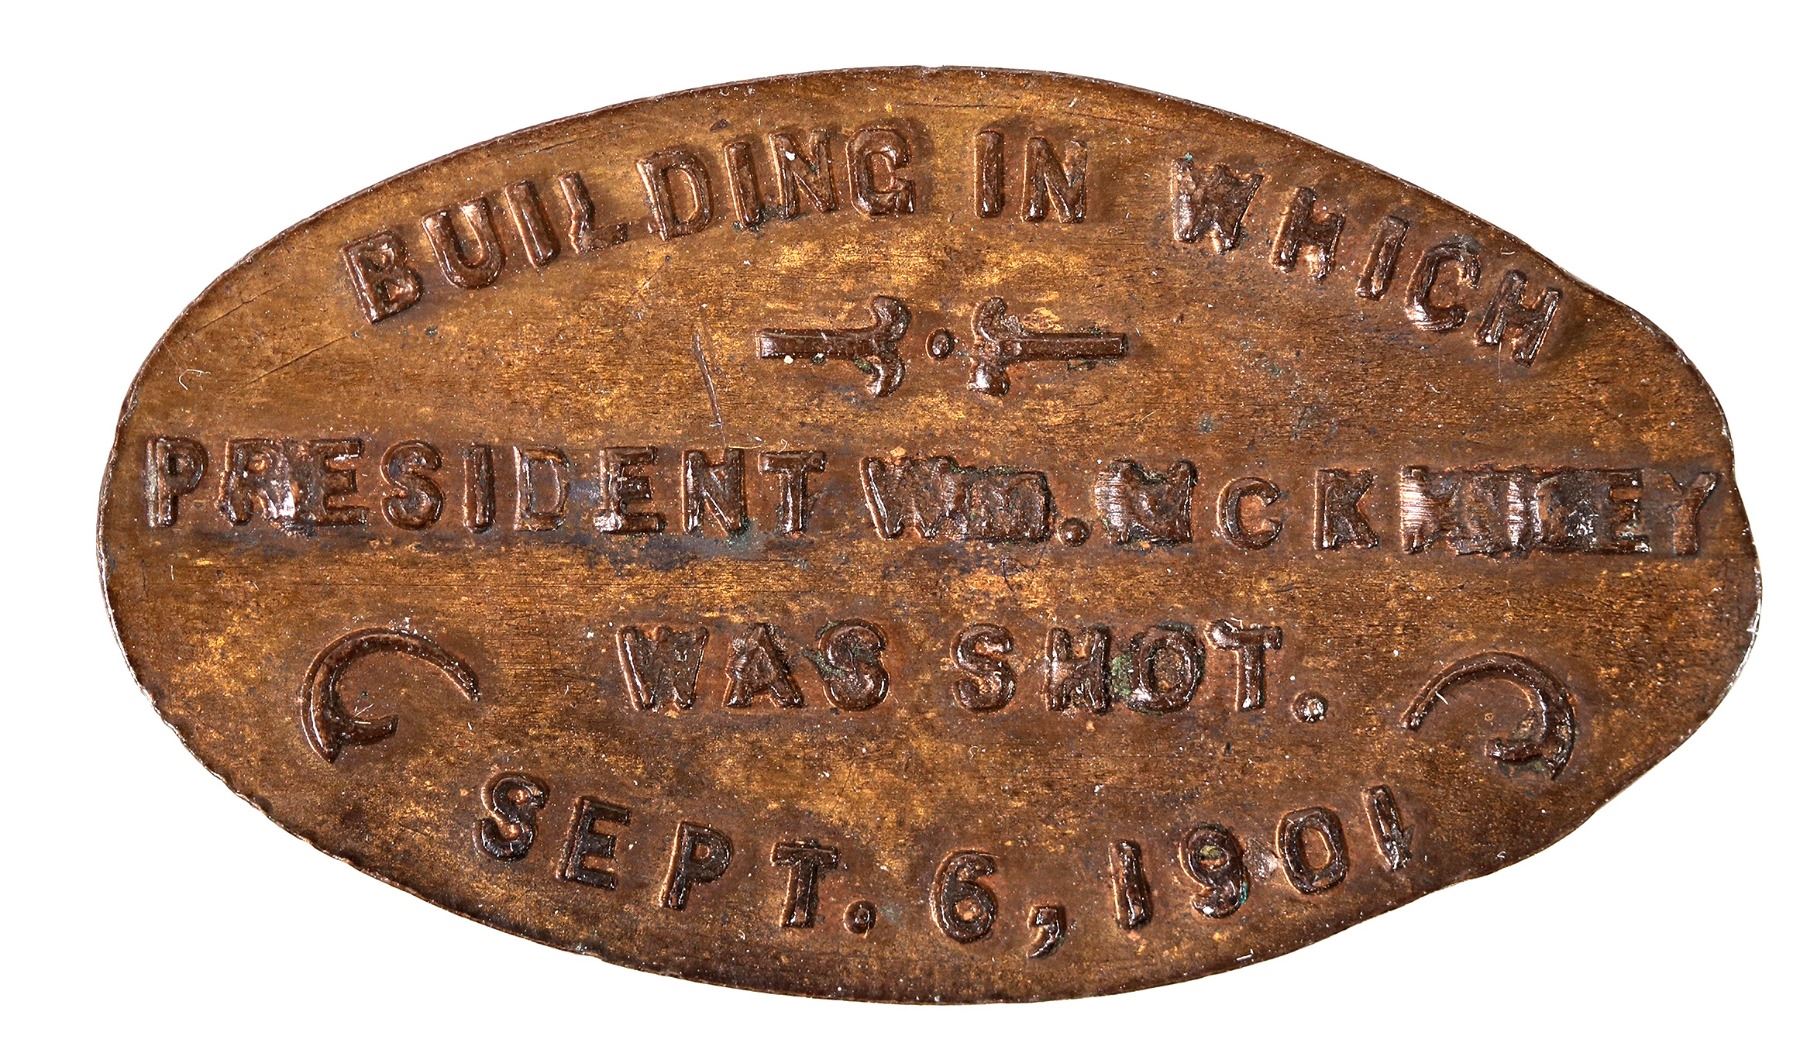 BUILDING IN WHICH
PRESIDENT WM. MCKINLEY
WAS SHOT.
SEPT. 6, 1901